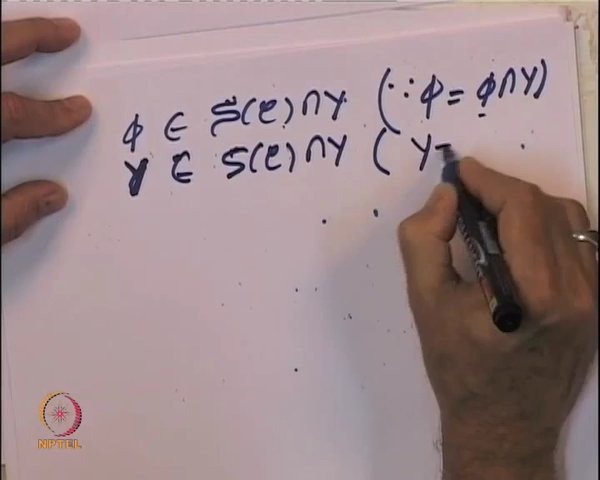 φ ∈ S(C) ∩ Y (∵ φ = φ ∩ Y)
Y ∈ S(C) ∩ Y ( Y =
NPTEL